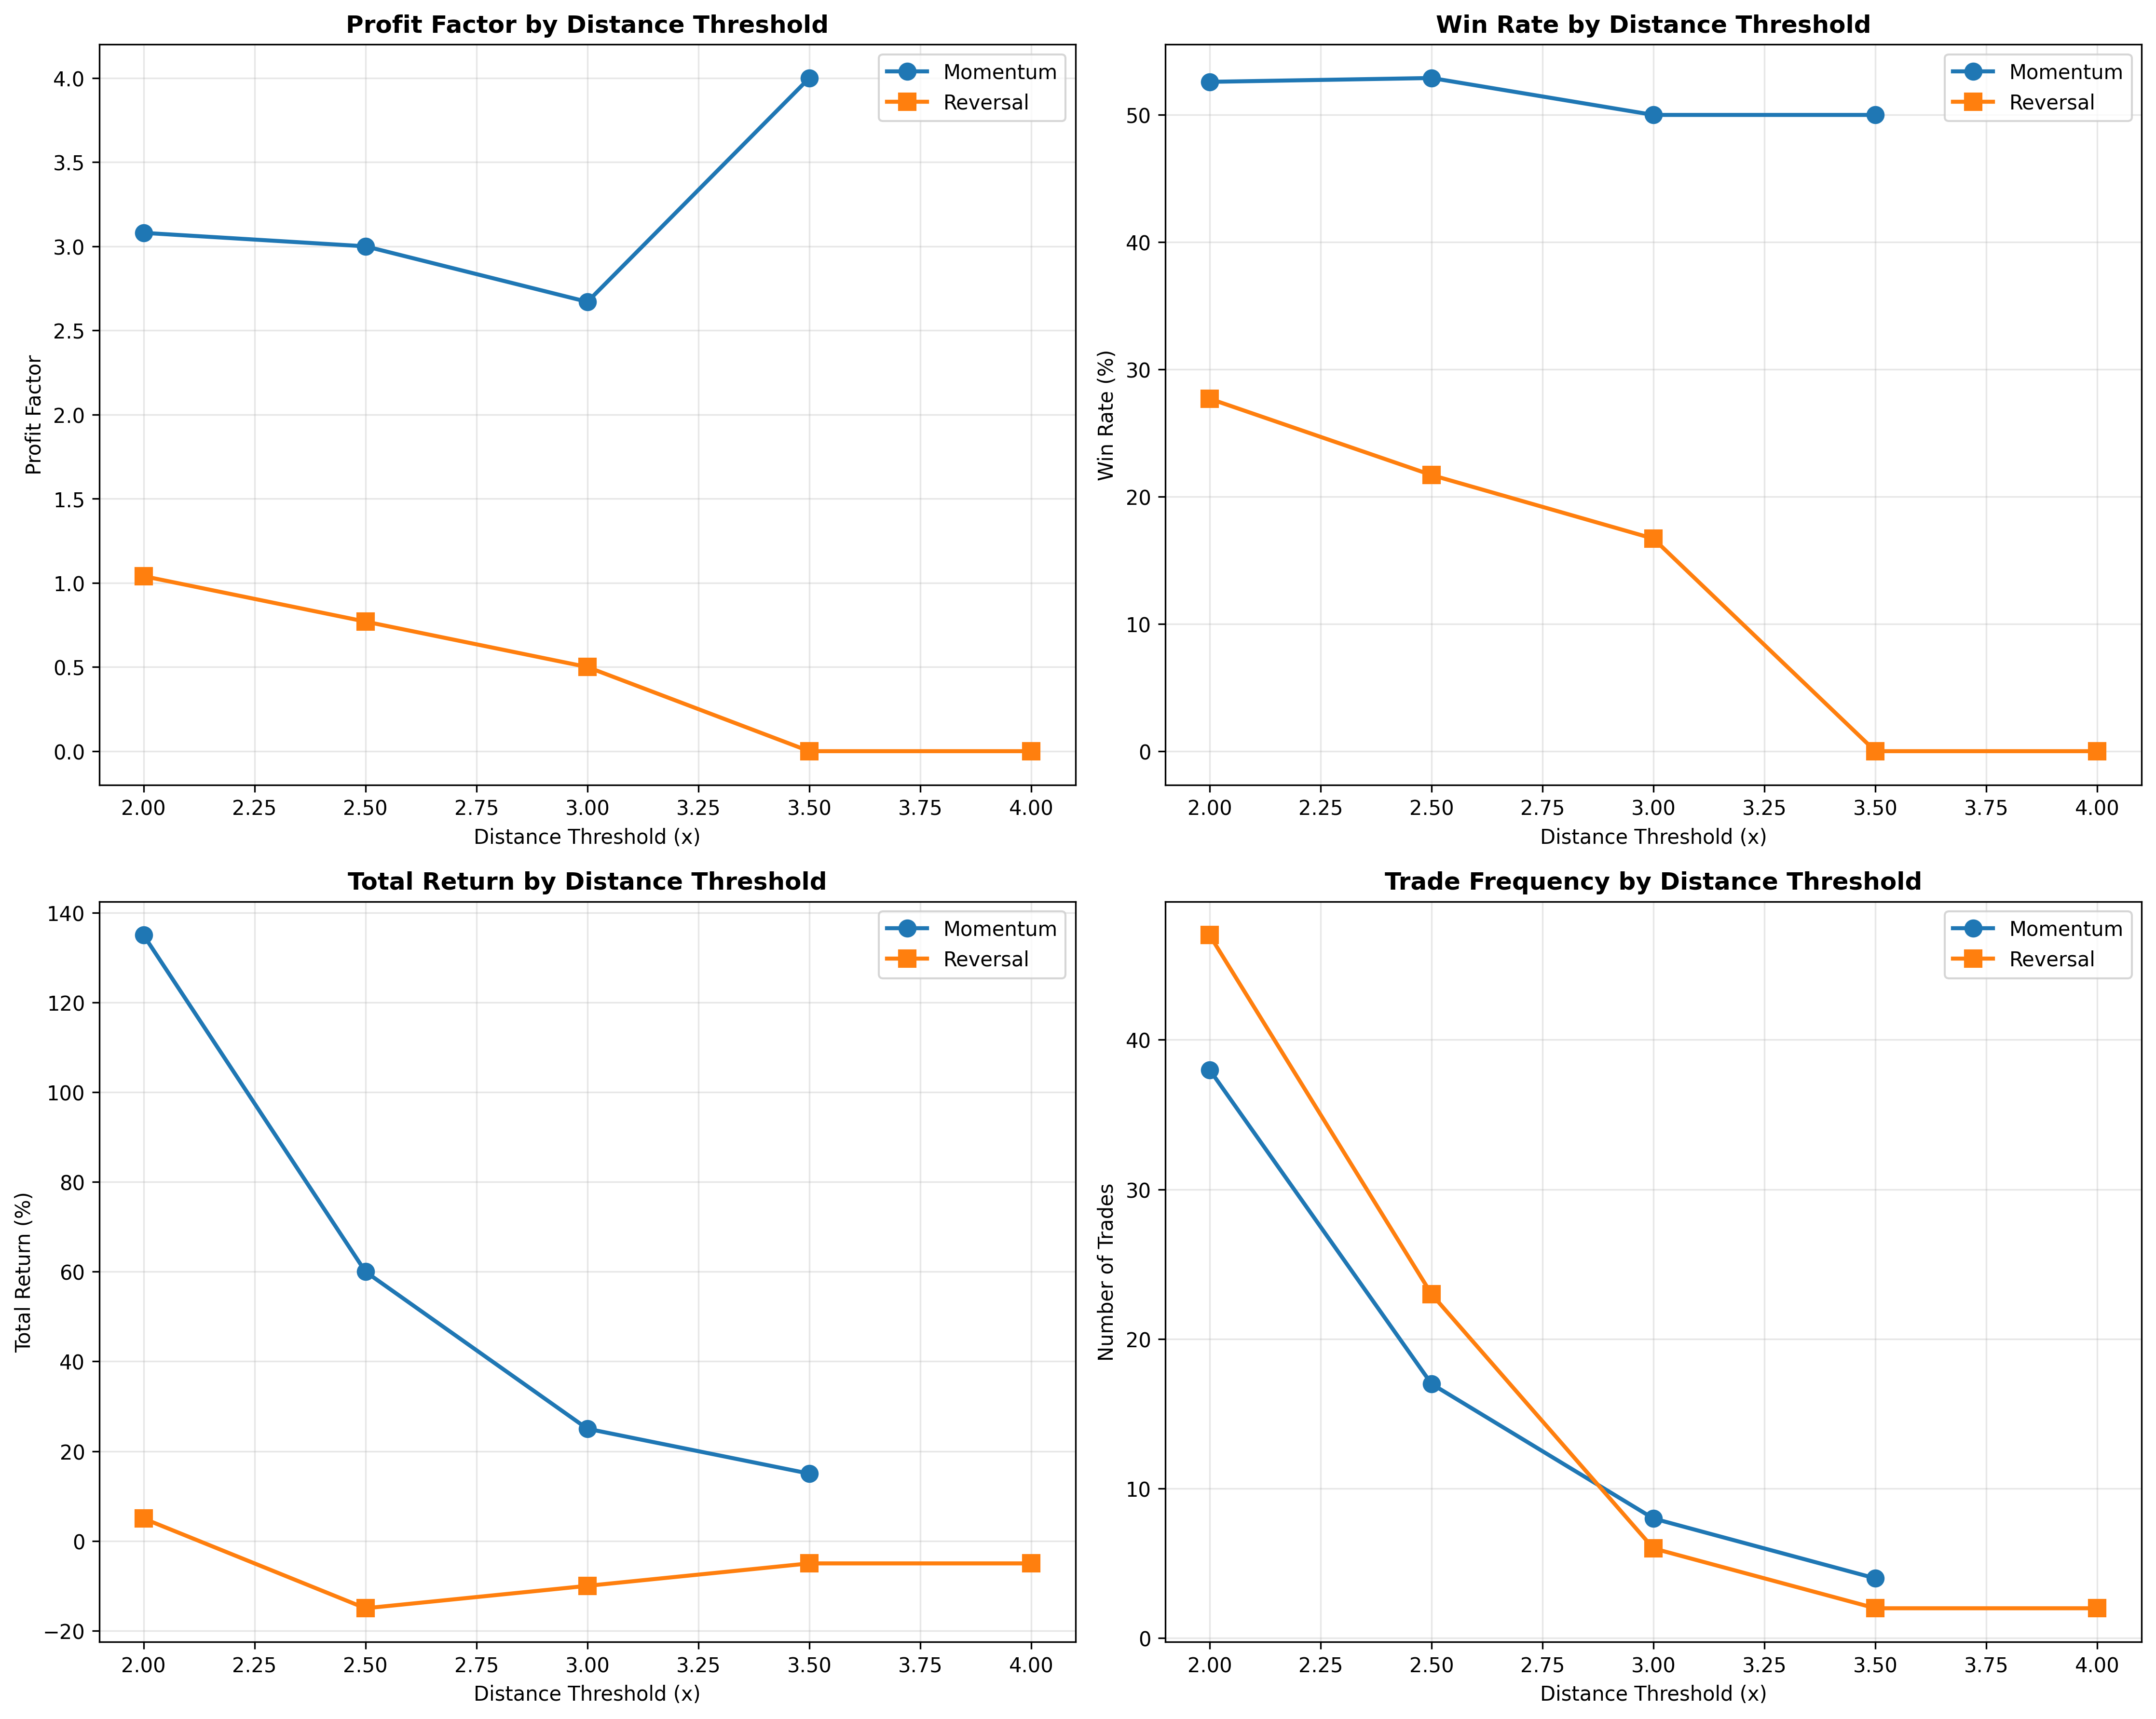 Profit Factor by Distance Threshold
Momentum
Reversal
4.0
3.5
3.0
2.5
2.0
1.5
1.0
0.5
0.0
Profit Factor
2.00 2.25 2.50 2.75 3.00 3.25 3.50 3.75 4.00
Distance Threshold (x)
Win Rate by Distance Threshold
Momentum
Reversal
50
40
30
20
10
0
Win Rate (%)
2.00 2.25 2.50 2.75 3.00 3.25 3.50 3.75 4.00
Distance Threshold (x)
Total Return by Distance Threshold
Momentum
Reversal
140
120
100
80
60
40
20
0
−20
Total Return (%)
2.00 2.25 2.50 2.75 3.00 3.25 3.50 3.75 4.00
Distance Threshold (x)
Trade Frequency by Distance Threshold
Momentum
Reversal
40
30
20
10
0
Number of Trades
2.00 2.25 2.50 2.75 3.00 3.25 3.50 3.75 4.00
Distance Threshold (x)